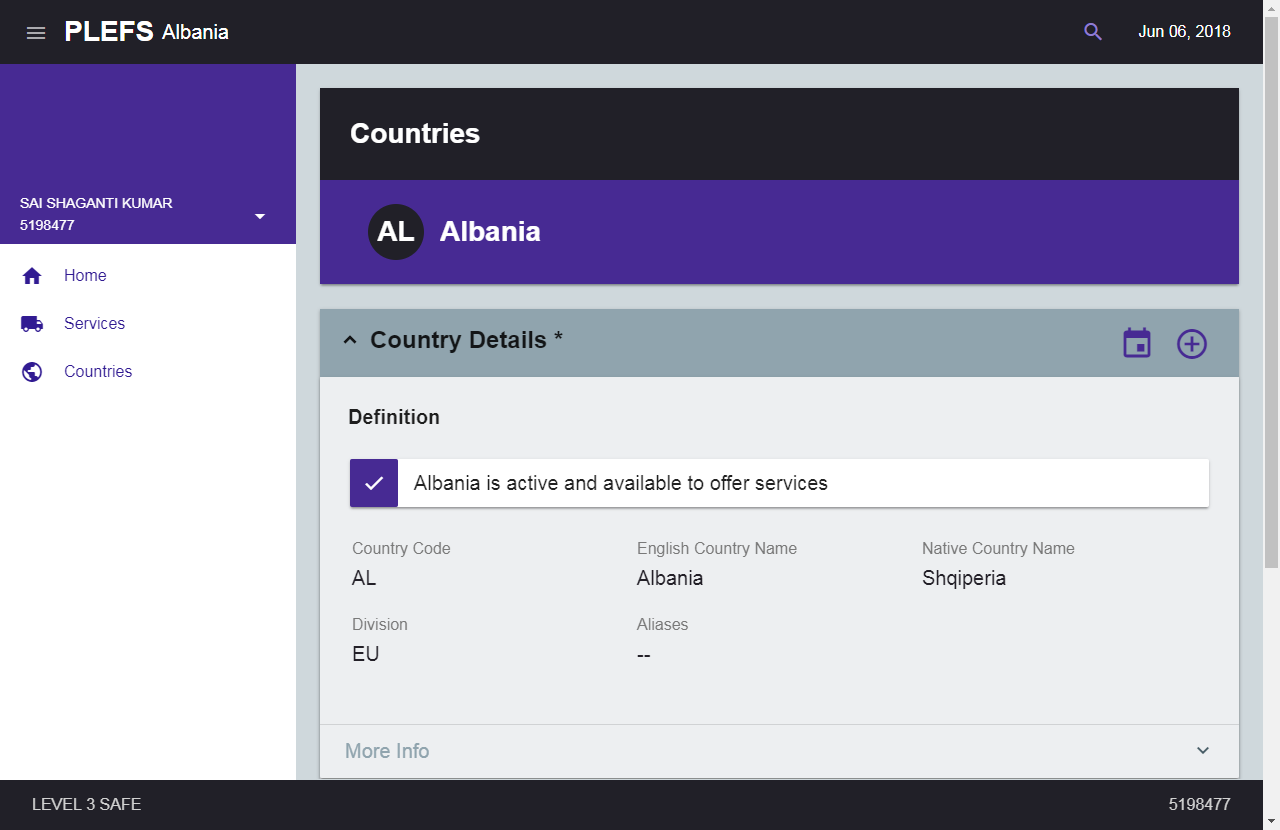 PLEFS Albania
Jun 06, 2018
SAI SHAGANTI KUMAR
5198477
Home
Services
Countries
Countries
AL Albania
Country Details *
Definition
Albania is active and available to offer services
Country Code
English Country Name
Native Country Name
AL
Albania
Shqiperia
Division
Aliases
EU
--
More Info
LEVEL 3 SAFE
5198477